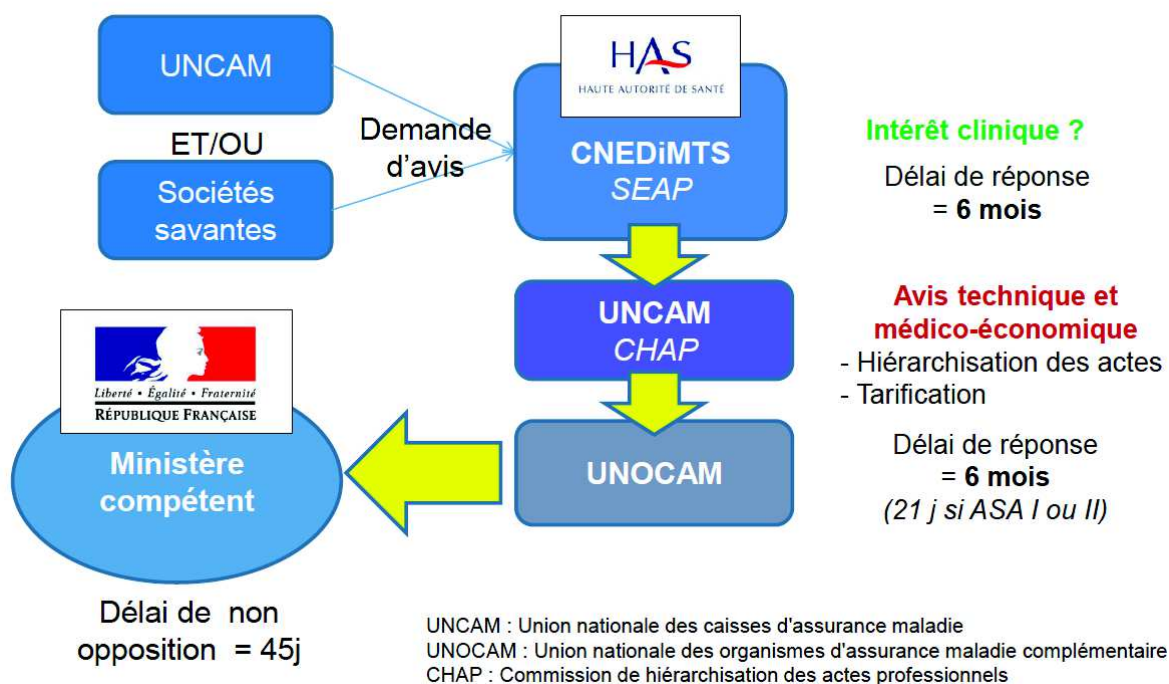 UNCAM
ET/OU
Sociétés
savantes
Demande
d'avis
HAS
HAUTE AUTORITÉ DE SANTÉ
CNEDiMTS
SEAP
Intérêt clinique ?
Délai de réponse
= 6 mois
UNCAM
CHAP
Avis technique et
médico-économique
- Hiérarchisation des actes
- Tarification
UNOCAM
Délai de réponse
= 6 mois
(21 j si ASA I ou II)
Liberté • Égalité • Fraternité
RÉPUBLIQUE FRANÇAISE
Ministère
compétent
Délai de non
opposition = 45j
UNCAM : Union nationale des caisses d'assurance maladie
UNOCAM : Union nationale des organismes d'assurance maladie complémentaire
CHAP : Commission de hiérarchisation des actes professionnels